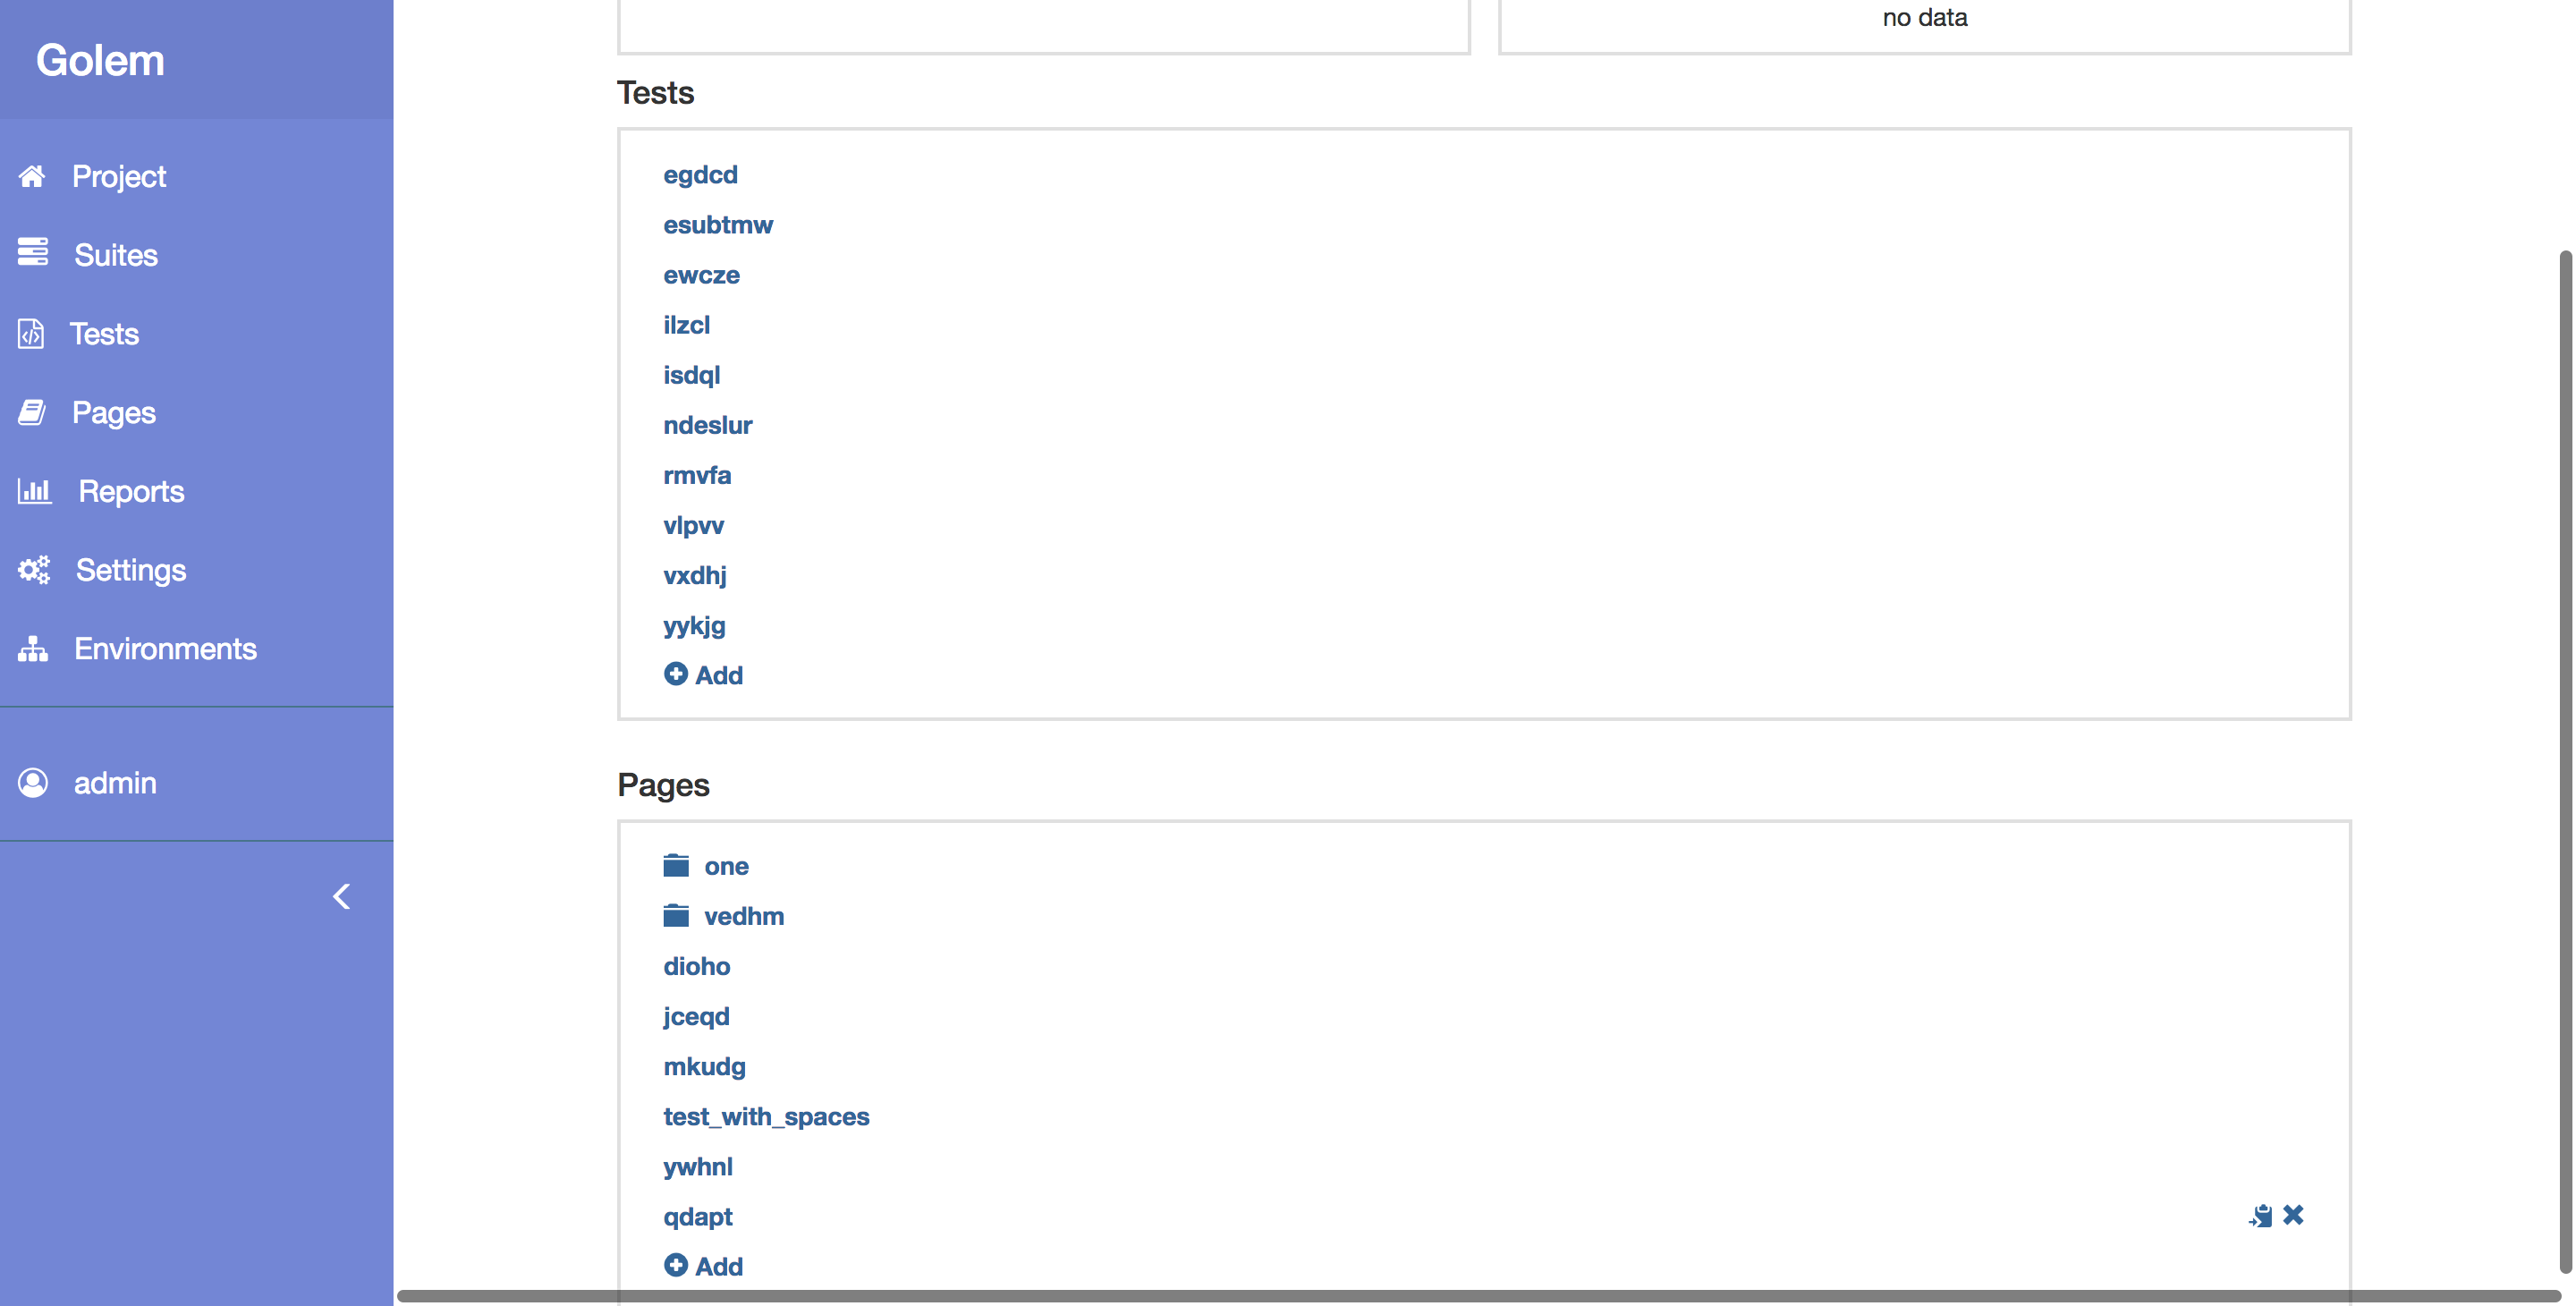 Golem
Project
Suites
Tests
Pages
Reports
Settings
Environments
admin
no data
Tests
egdcd
esubtmw
ewcze
ilzcl
isdql
ndeslur
rmvfa
vlpvv
vxdhj
yykjg
Add
Pages
one
vedhm
dioho
jceqd
mkudg
test_with_spaces
ywhnl
qdapt
Add